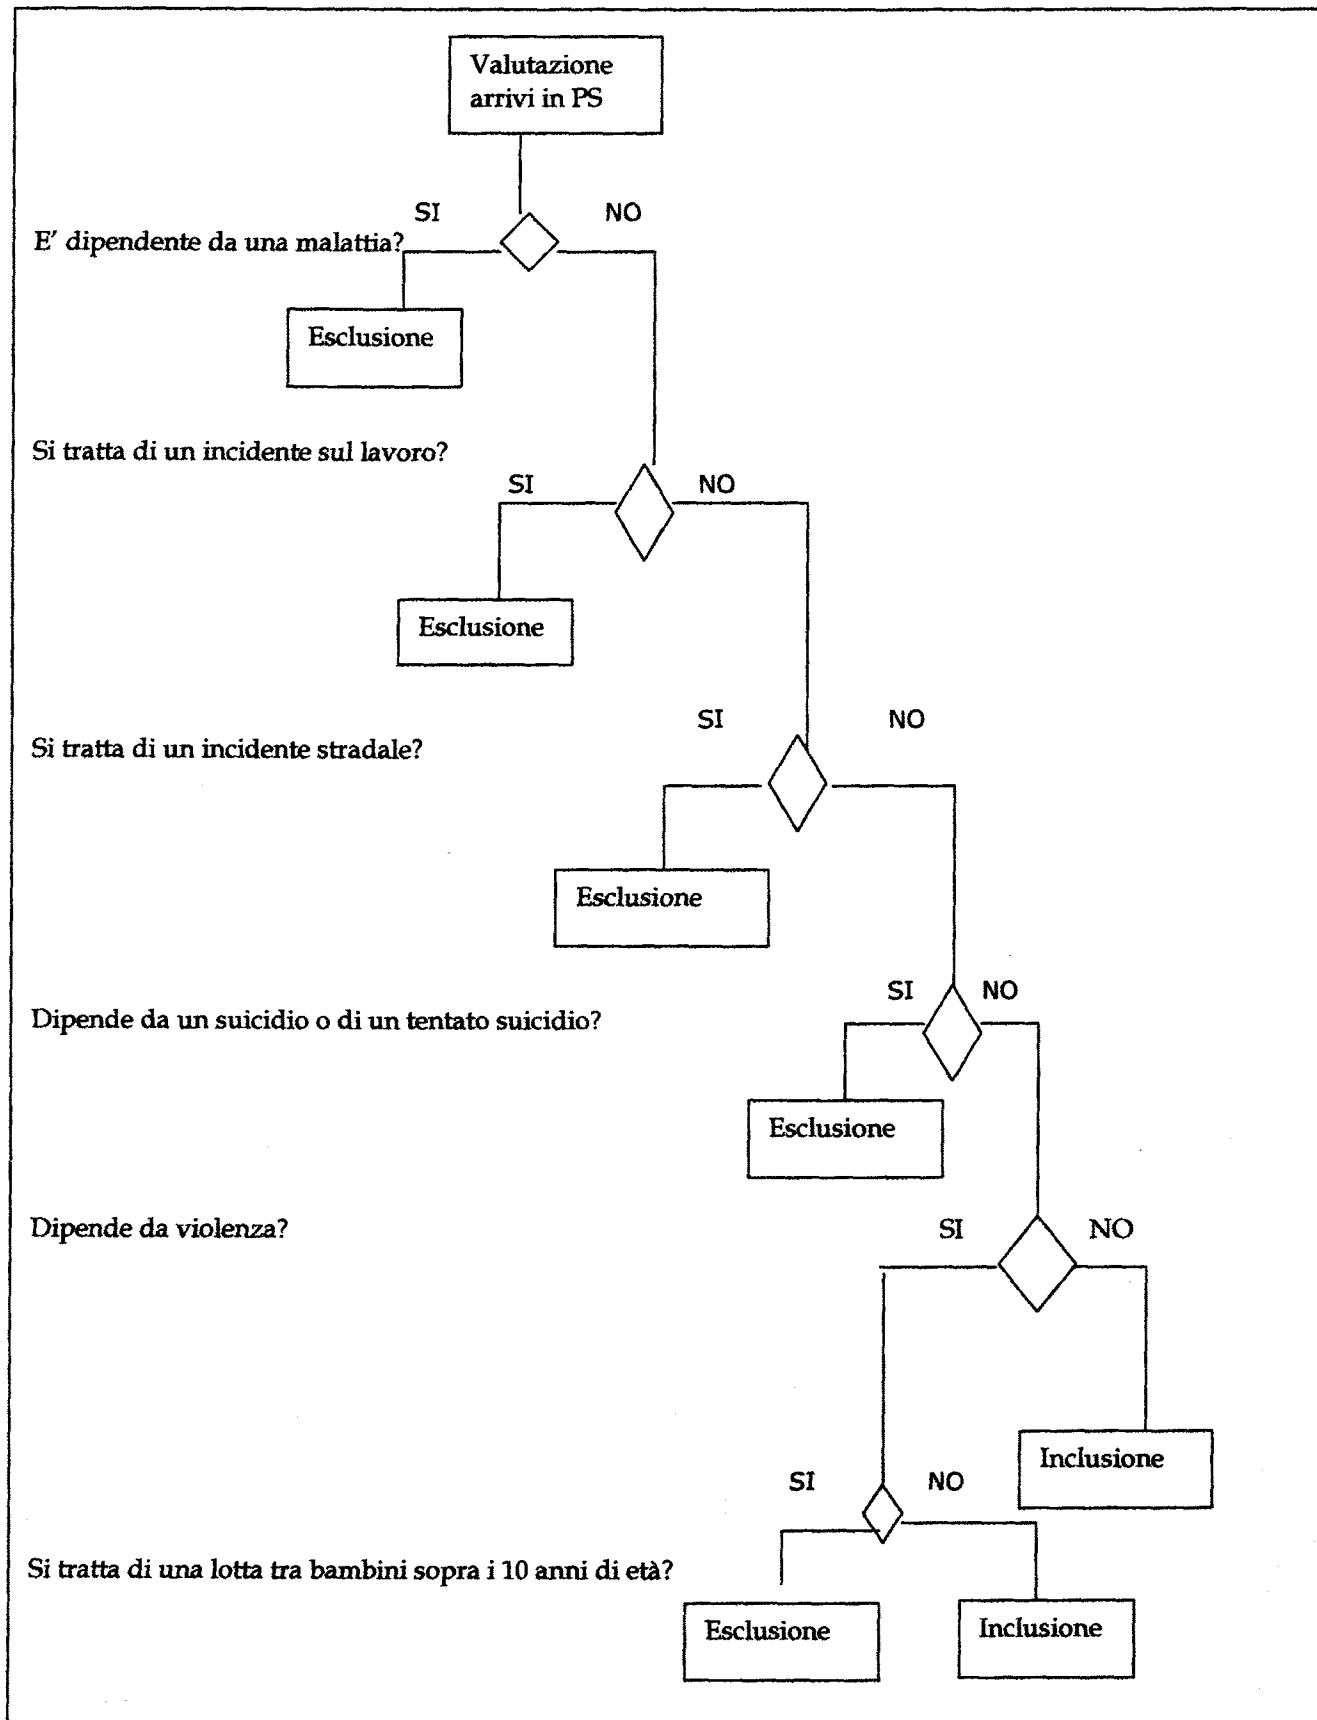 Valutazione
arrivi in PS
SI NO
E' dipendente da una malattia?
Esclusione
Si tratta di un incidente sul lavoro?
SI NO
Esclusione
SI NO
Si tratta di un incidente stradale?
Esclusione
SI NO
Dipende da un suicidio o di un tentato suicidio?
Esclusione
Dipende da violenza?
SI NO
Inclusione
SI NO
Si tratta di una lotta tra bambini sopra i 10 anni di età?
Esclusione
Inclusione